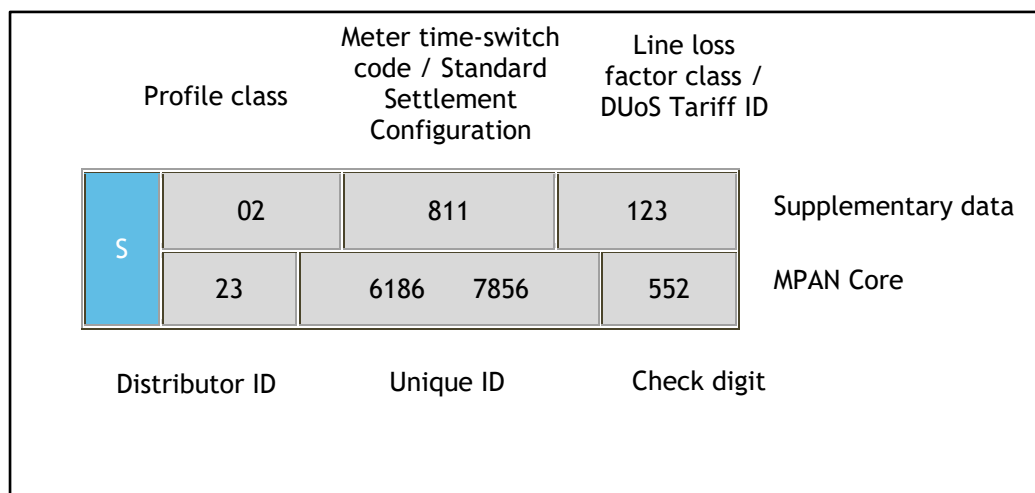 Profile class
Meter time-switch
code / Standard
Settlement
Configuration
Line loss
factor class /
DUoS Tariff ID
S
02 811 123
Supplementary data
23 6186 7856 552
MPAN Core
Distributor ID
Unique ID
Check digit